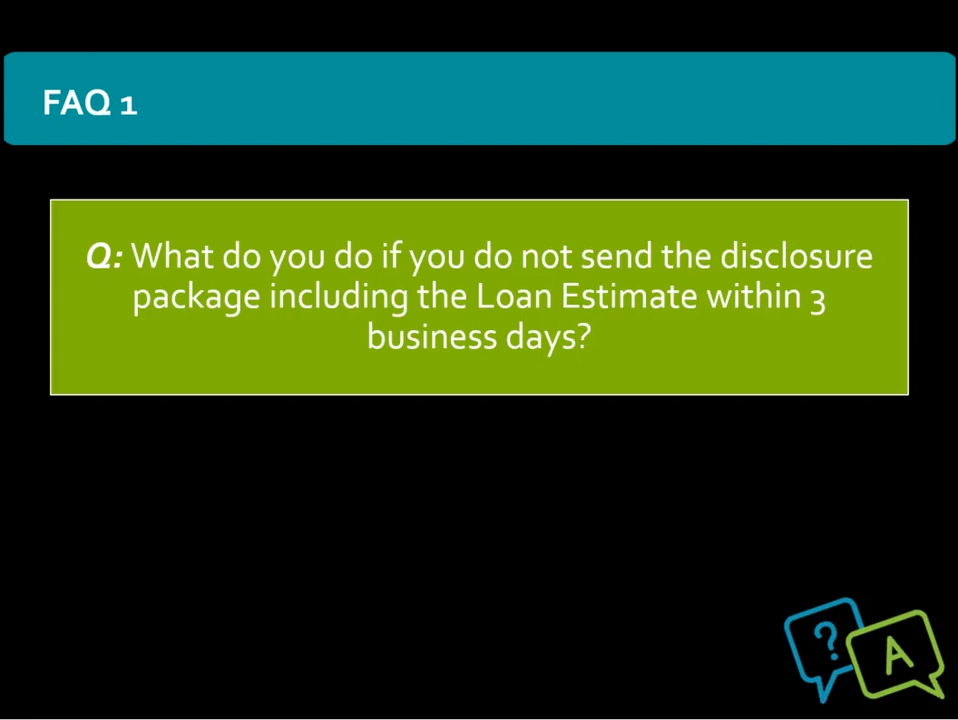 FAQ 1
Q: What do you do if you do not send the disclosure
package including the Loan Estimate within 3
business days?
?
A